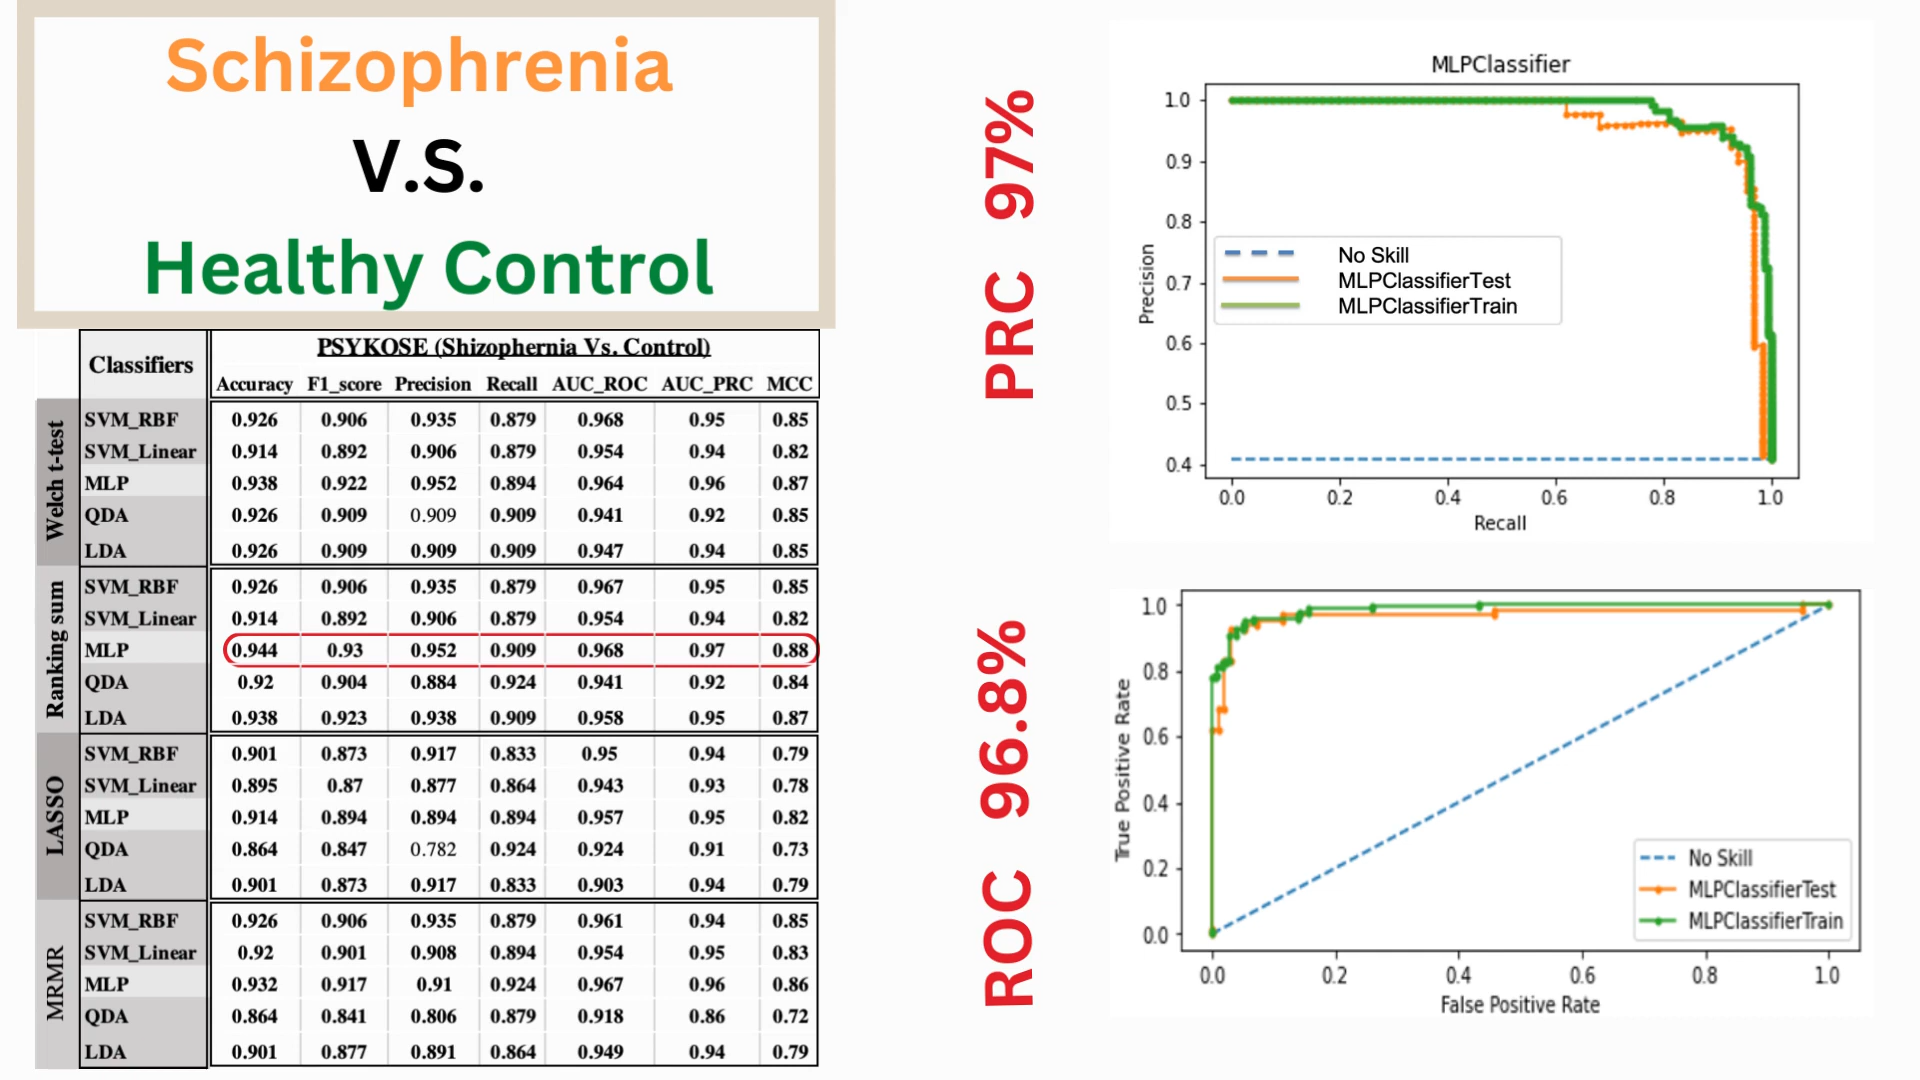 Schizophrenia
V.S.
Healthy Control
Classifiers
PSYKOSE (Shizophernia Vs. Control)
Accuracy F1_score Precision Recall AUC_ROC AUC_PRC MCC
Welch t-test
SVM_RBF 0.926 0.906 0.935 0.879 0.968 0.95 0.85
SVM_Linear 0.914 0.892 0.906 0.879 0.954 0.94 0.82
MLP 0.938 0.922 0.952 0.894 0.964 0.96 0.87
QDA 0.926 0.909 0.909 0.909 0.941 0.92 0.85
LDA 0.926 0.909 0.909 0.909 0.947 0.94 0.85
Ranking sum
SVM_RBF 0.926 0.906 0.935 0.879 0.967 0.95 0.85
SVM_Linear 0.914 0.892 0.906 0.879 0.954 0.94 0.82
MLP 0.944 0.93 0.952 0.909 0.968 0.97 0.88
QDA 0.92 0.904 0.884 0.924 0.941 0.92 0.84
LDA 0.938 0.923 0.938 0.909 0.958 0.95 0.87
LASSO
SVM_RBF 0.901 0.873 0.917 0.833 0.95 0.94 0.79
SVM_Linear 0.895 0.87 0.877 0.864 0.943 0.93 0.78
MLP 0.914 0.894 0.894 0.894 0.957 0.95 0.82
QDA 0.864 0.847 0.782 0.924 0.924 0.91 0.73
LDA 0.901 0.873 0.917 0.833 0.903 0.94 0.79
MRMR
SVM_RBF 0.926 0.906 0.935 0.879 0.961 0.94 0.85
SVM_Linear 0.92 0.901 0.908 0.894 0.954 0.95 0.83
MLP 0.932 0.917 0.91 0.924 0.967 0.96 0.86
QDA 0.864 0.841 0.806 0.879 0.918 0.86 0.72
LDA 0.901 0.877 0.891 0.864 0.949 0.94 0.79
PRC 97%
MLPClassifier
1.0
0.9
0.8
0.7
0.6
0.5
0.4
Precision
No Skill
MLPClassifierTest
MLPClassifierTrain
0.0 0.2 0.4 0.6 0.8 1.0
Recall
ROC 96.8%
1.0
0.8
0.6
0.4
0.2
0.0
True Positive Rate
No Skill
MLPClassifierTest
MLPClassifierTrain
0.0 0.2 0.4 0.6 0.8 1.0
False Positive Rate